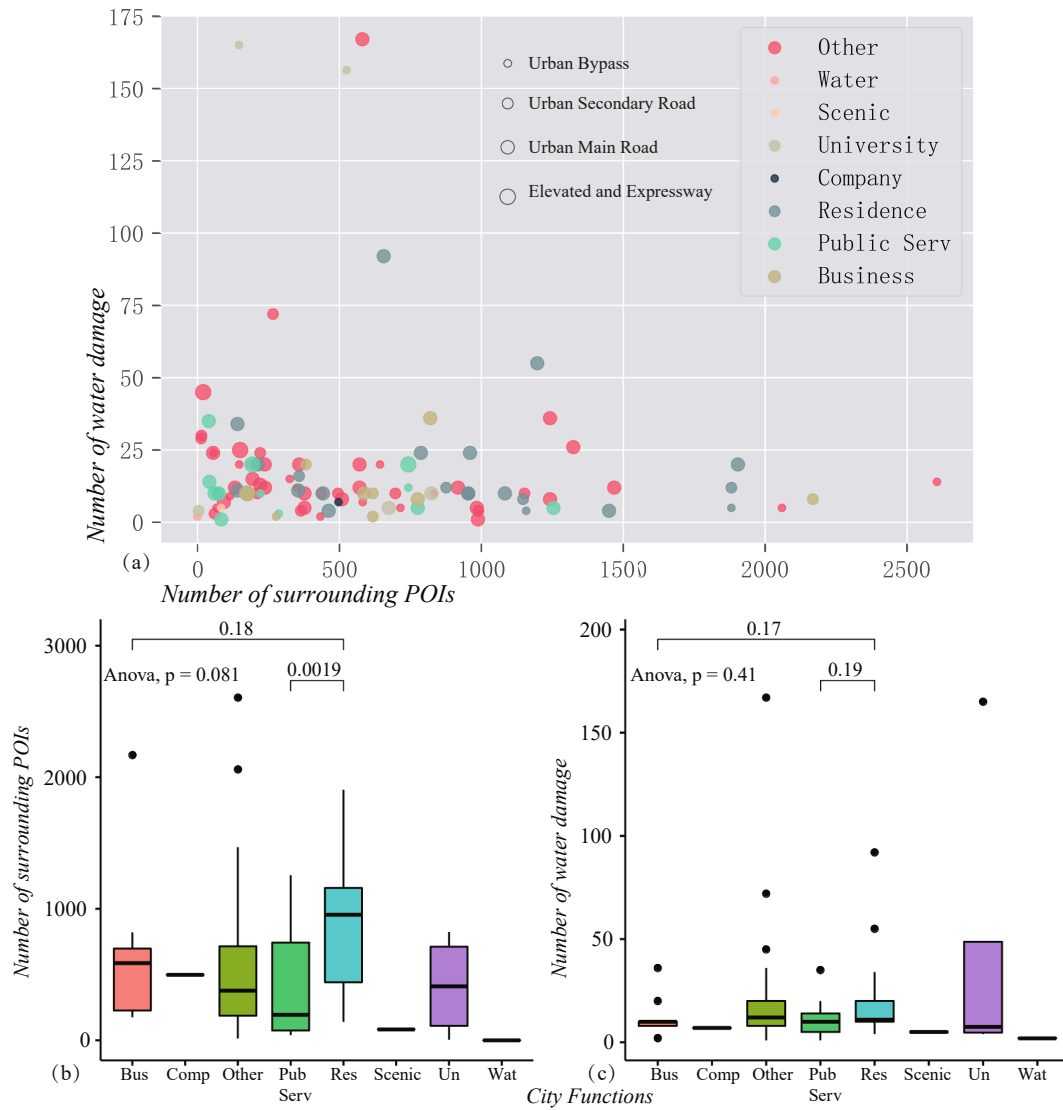 175
150
125
100
75
50
25
0
Number of water damage
Urban Bypass
Urban Secondary Road
Urban Main Road
Elevated and Expressway
Other
Water
Scenic
University
Company
Residence
Public Serv
Business
(a)
0 500 1000 1500 2000 2500
Number of surrounding POIs
3000
2000
1000
0
Number of surrounding POIs
0.18
Anova, p = 0.081
0.0019
(b)
Bus Comp Other Pub Serv Res Scenic Un Wat
200
150
100
50
0
Number of water damage
0.17
Anova, p = 0.41
0.19
(c)
Bus Comp Other Pub Serv Res Scenic Un Wat
City Functions